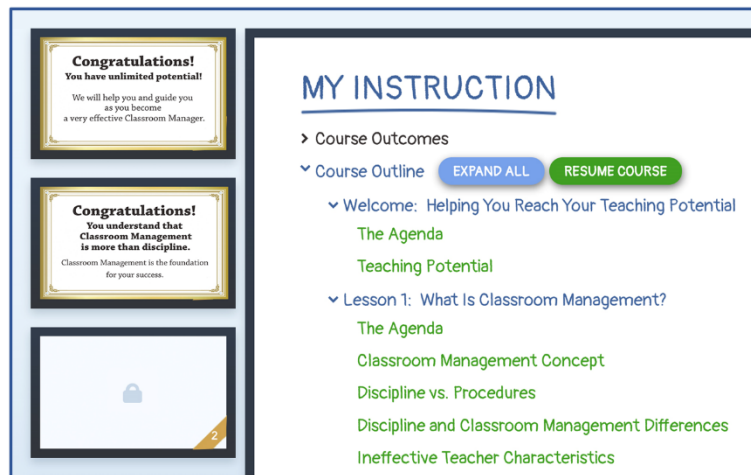 Congratulations!
You have unlimited potential!
We will help you and guide you
as you become
a very effective Classroom Manager.
Congratulations!
You understand that
Classroom Management
is more than discipline.
Classroom Management is the foundation
for your success.
2
MY INSTRUCTION
Course Outcomes
Course Outline EXPAND ALL RESUME COURSE
Welcome: Helping You Reach Your Teaching Potential
The Agenda
Teaching Potential
Lesson 1: What Is Classroom Management?
The Agenda
Classroom Management Concept
Discipline vs. Procedures
Discipline and Classroom Management Differences
Ineffective Teacher Characteristics